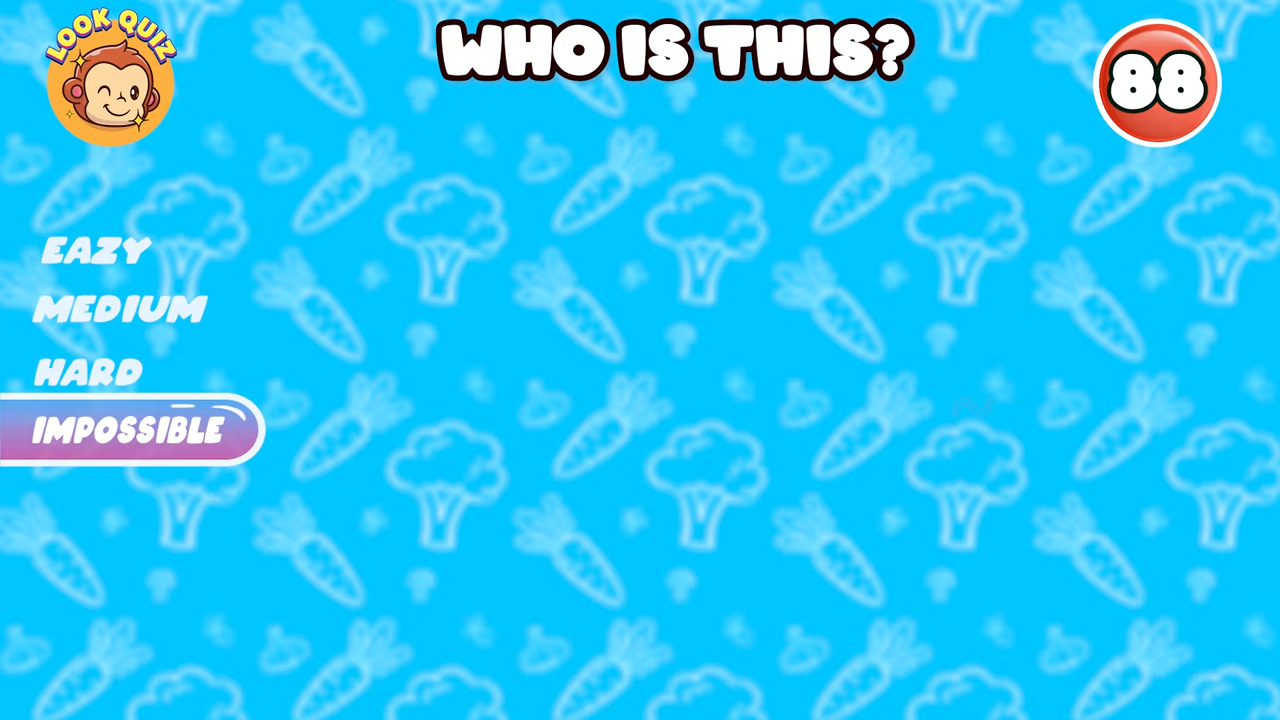 LOOK QUIZ
WHO IS THIS?
88
EAZY
MEDIUM
HARD
IMPOSSIBLE